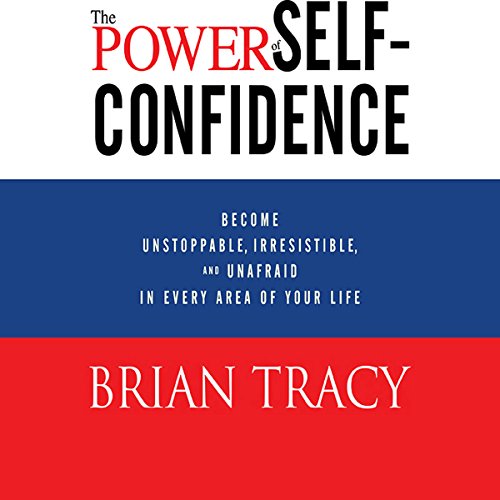 The POWER of SELF-
CONFIDENCE
BECOME
UNSTOPPABLE, IRRESISTIBLE,
AND UNAFRAID
IN EVERY AREA OF YOUR LIFE
BRIAN TRACY